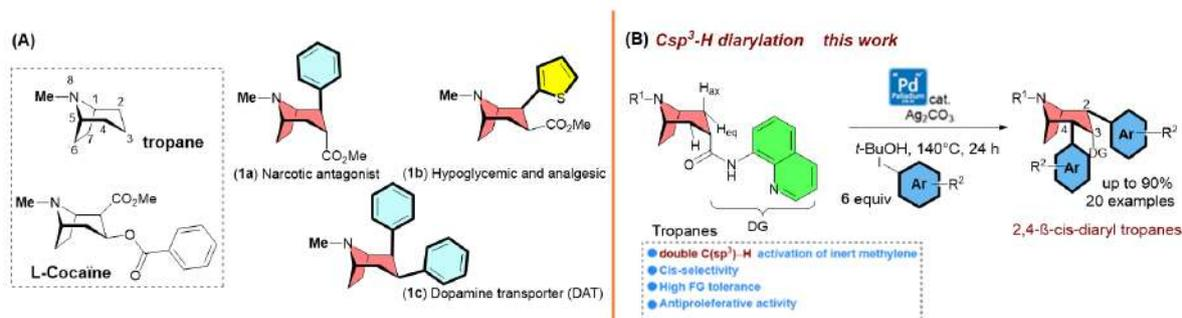 (A)
8
Me N
1
2
5
4
7
6
3
tropane
Me N CO₂Me
O
O
L-Cocaïne
Me N
CO₂Me
(1a) Narcotic antagonist
Me N
S
CO₂Me
(1b) Hypoglycemic and analgesic
Me N
(1c) Dopamine transporter (DAT)
(B) Csp³-H diarylation this work
R¹ N
Hax
Heq
H
O
N
H
N
DG
Tropanes
Pd
Palladium
cat.
Ag₂CO₃
t-BuOH, 140°C, 24 h
I
Ar R²
6 equiv
R¹ N
2
4
3
DG
Ar R²
R² Ar
up to 90%
20 examples
2,4-ß-cis-diaryl tropanes
double C(sp³)–H activation of inert methylene
Cis-selectivity
High FG tolerance
Antiproleferative activity